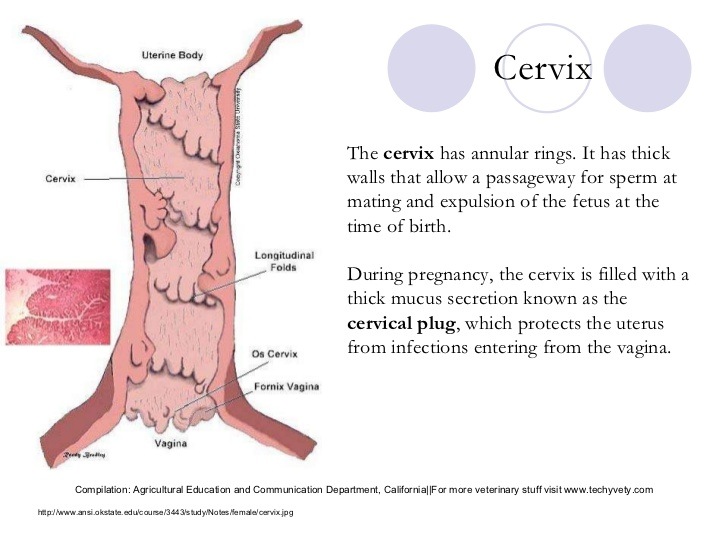 Cervix
Uterine Body
Copyright Oklahoma State University
Cervix
Longitudinal
Folds
Os Cervix
Fornix Vagina
Vagina
The cervix has annular rings. It has thick
walls that allow a passageway for sperm at
mating and expulsion of the fetus at the
time of birth.
During pregnancy, the cervix is filled with a
thick mucus secretion known as the
cervical plug, which protects the uterus
from infections entering from the vagina.
Compilation: Agricultural Education and Communication Department, California||For more veterinary stuff visit www.techyvety.com
http://www.ansi.okstate.edu/course/3443/study/Notes/female/cervix.jpg